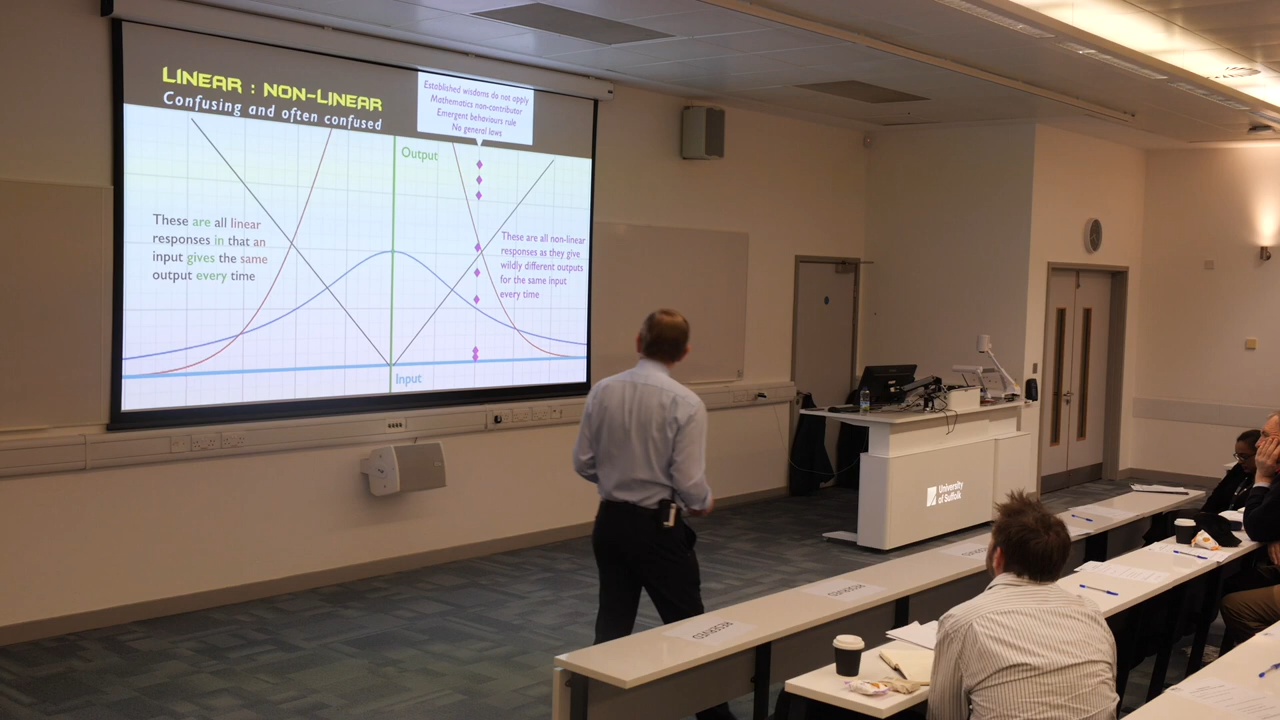 LINEAR : NON-LINEAR
Confusing and often confused
Established wisdoms do not apply
Mathematics non-contributor
Emergent behaviours rule
No general laws
Output
These are all linear
responses in that an
input gives the same
output every time
These are all non-linear
responses as they give
wildly different outputs
for the same input
every time
Input
University
of Suffolk
RESERVED
RESERVED
RESERVED